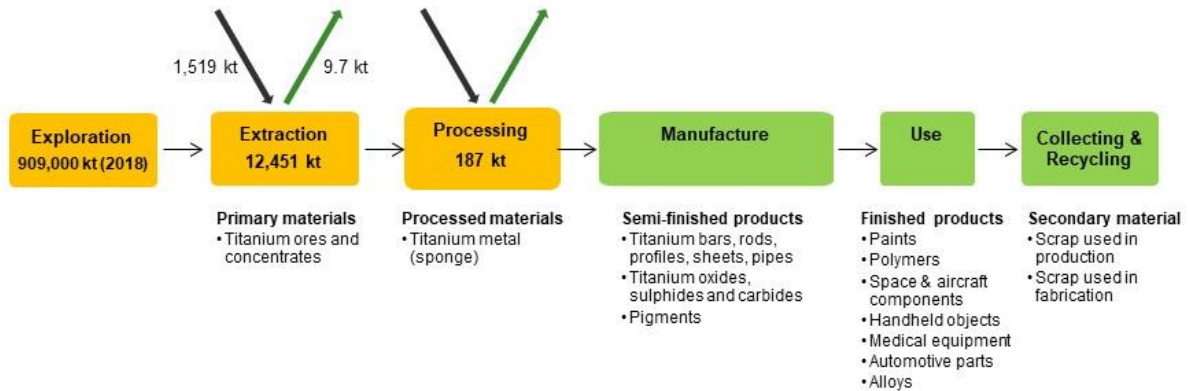 1,519 kt
9.7 kt
Exploration
909,000 kt (2018)
Extraction
12,451 kt
Processing
187 kt
Manufacture
Use
Collecting &
Recycling
Primary materials
• Titanium ores and
concentrates
Processed materials
• Titanium metal
(sponge)
Semi-finished products
• Titanium bars, rods,
profiles, sheets, pipes
• Titanium oxides,
sulphides and carbides
• Pigments
Finished products
• Paints
• Polymers
• Space & aircraft
components
• Handheld objects
• Medical equipment
• Automotive parts
• Alloys
Secondary material
• Scrap used in
production
• Scrap used in
fabrication